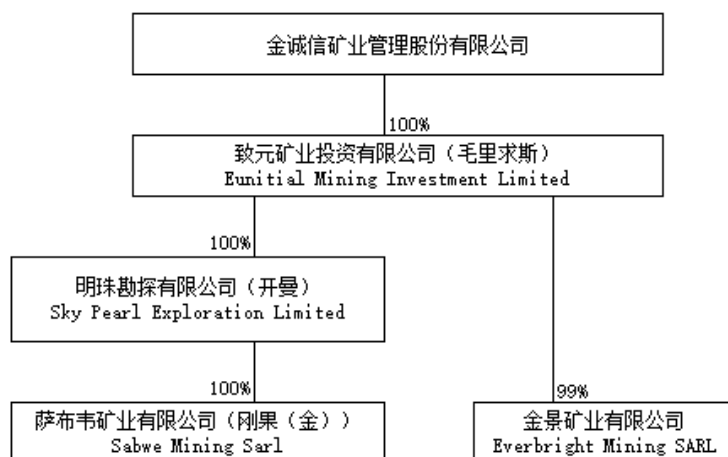 金诚信矿业管理股份有限公司
100%
致元矿业投资有限公司（毛里求斯）
Eunitial Mining Investment Limited
100%
明珠勘探有限公司（开曼）
Sky Pearl Exploration Limited
100%
萨布韦矿业有限公司（刚果（金））
Sabwe Mining Sarl
99%
金景矿业有限公司
Everbright Mining SARL